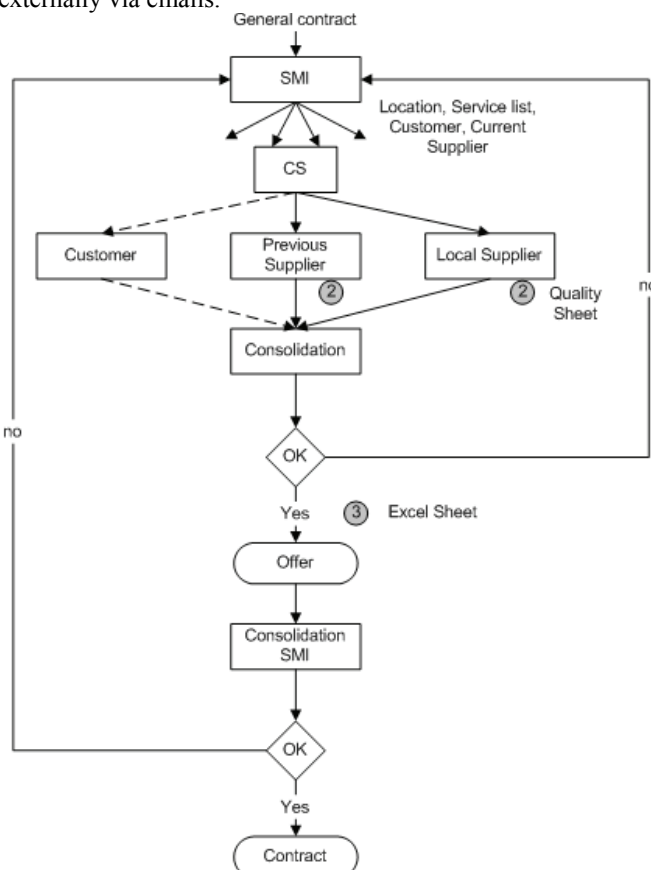 externally via emails.
General contract
SMI
Location, Service list,
Customer, Current
Supplier
CS
Customer
Previous
Supplier
Local Supplier
2
2
Quality
Sheet
no
Consolidation
no
OK
Yes
3
Excel Sheet
Offer
Consolidation
SMI
OK
Yes
Contract